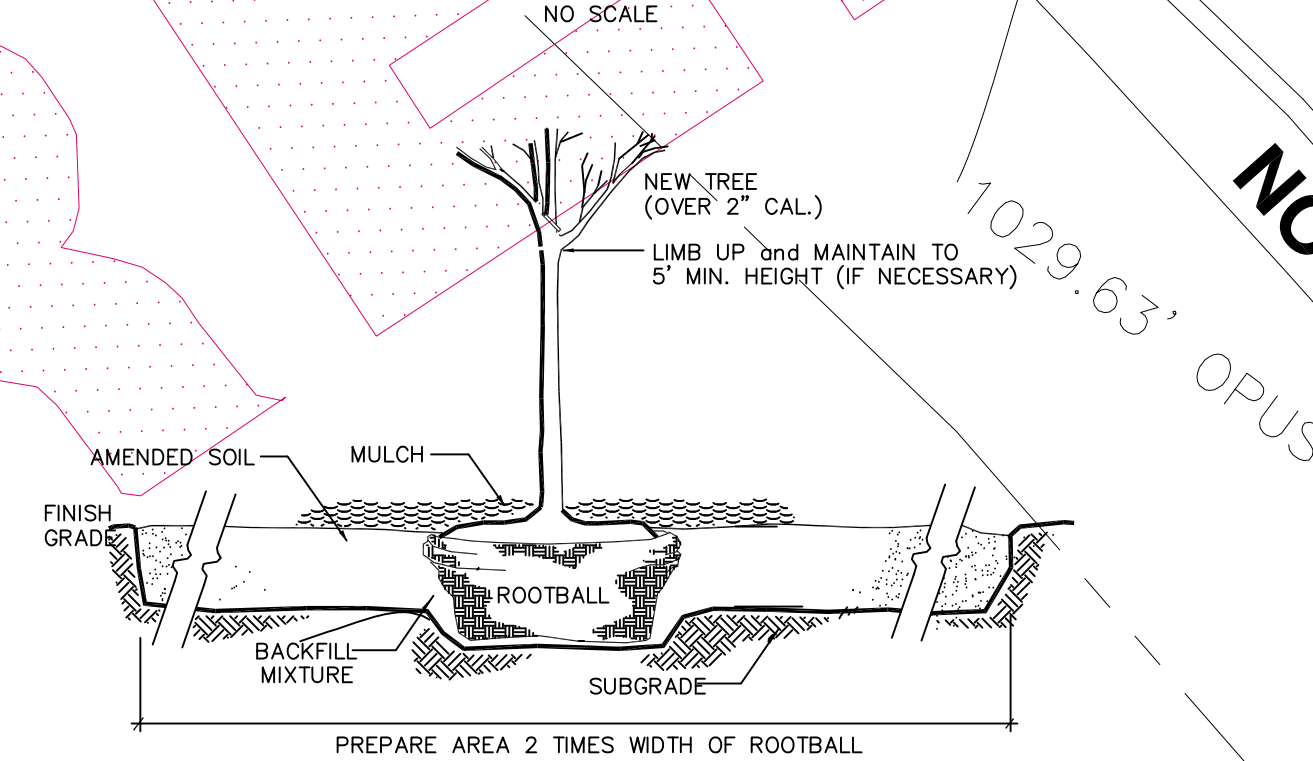 NO SCALE
NEW TREE
(OVER 2" CAL.)
LIMB UP and MAINTAIN TO
5' MIN. HEIGHT (IF NECESSARY)
1029.63' OPUS
AMENDED SOIL
MULCH
FINISH
GRADE
ROOTBALL
BACKFILL
MIXTURE
SUBGRADE
PREPARE AREA 2 TIMES WIDTH OF ROOTBALL